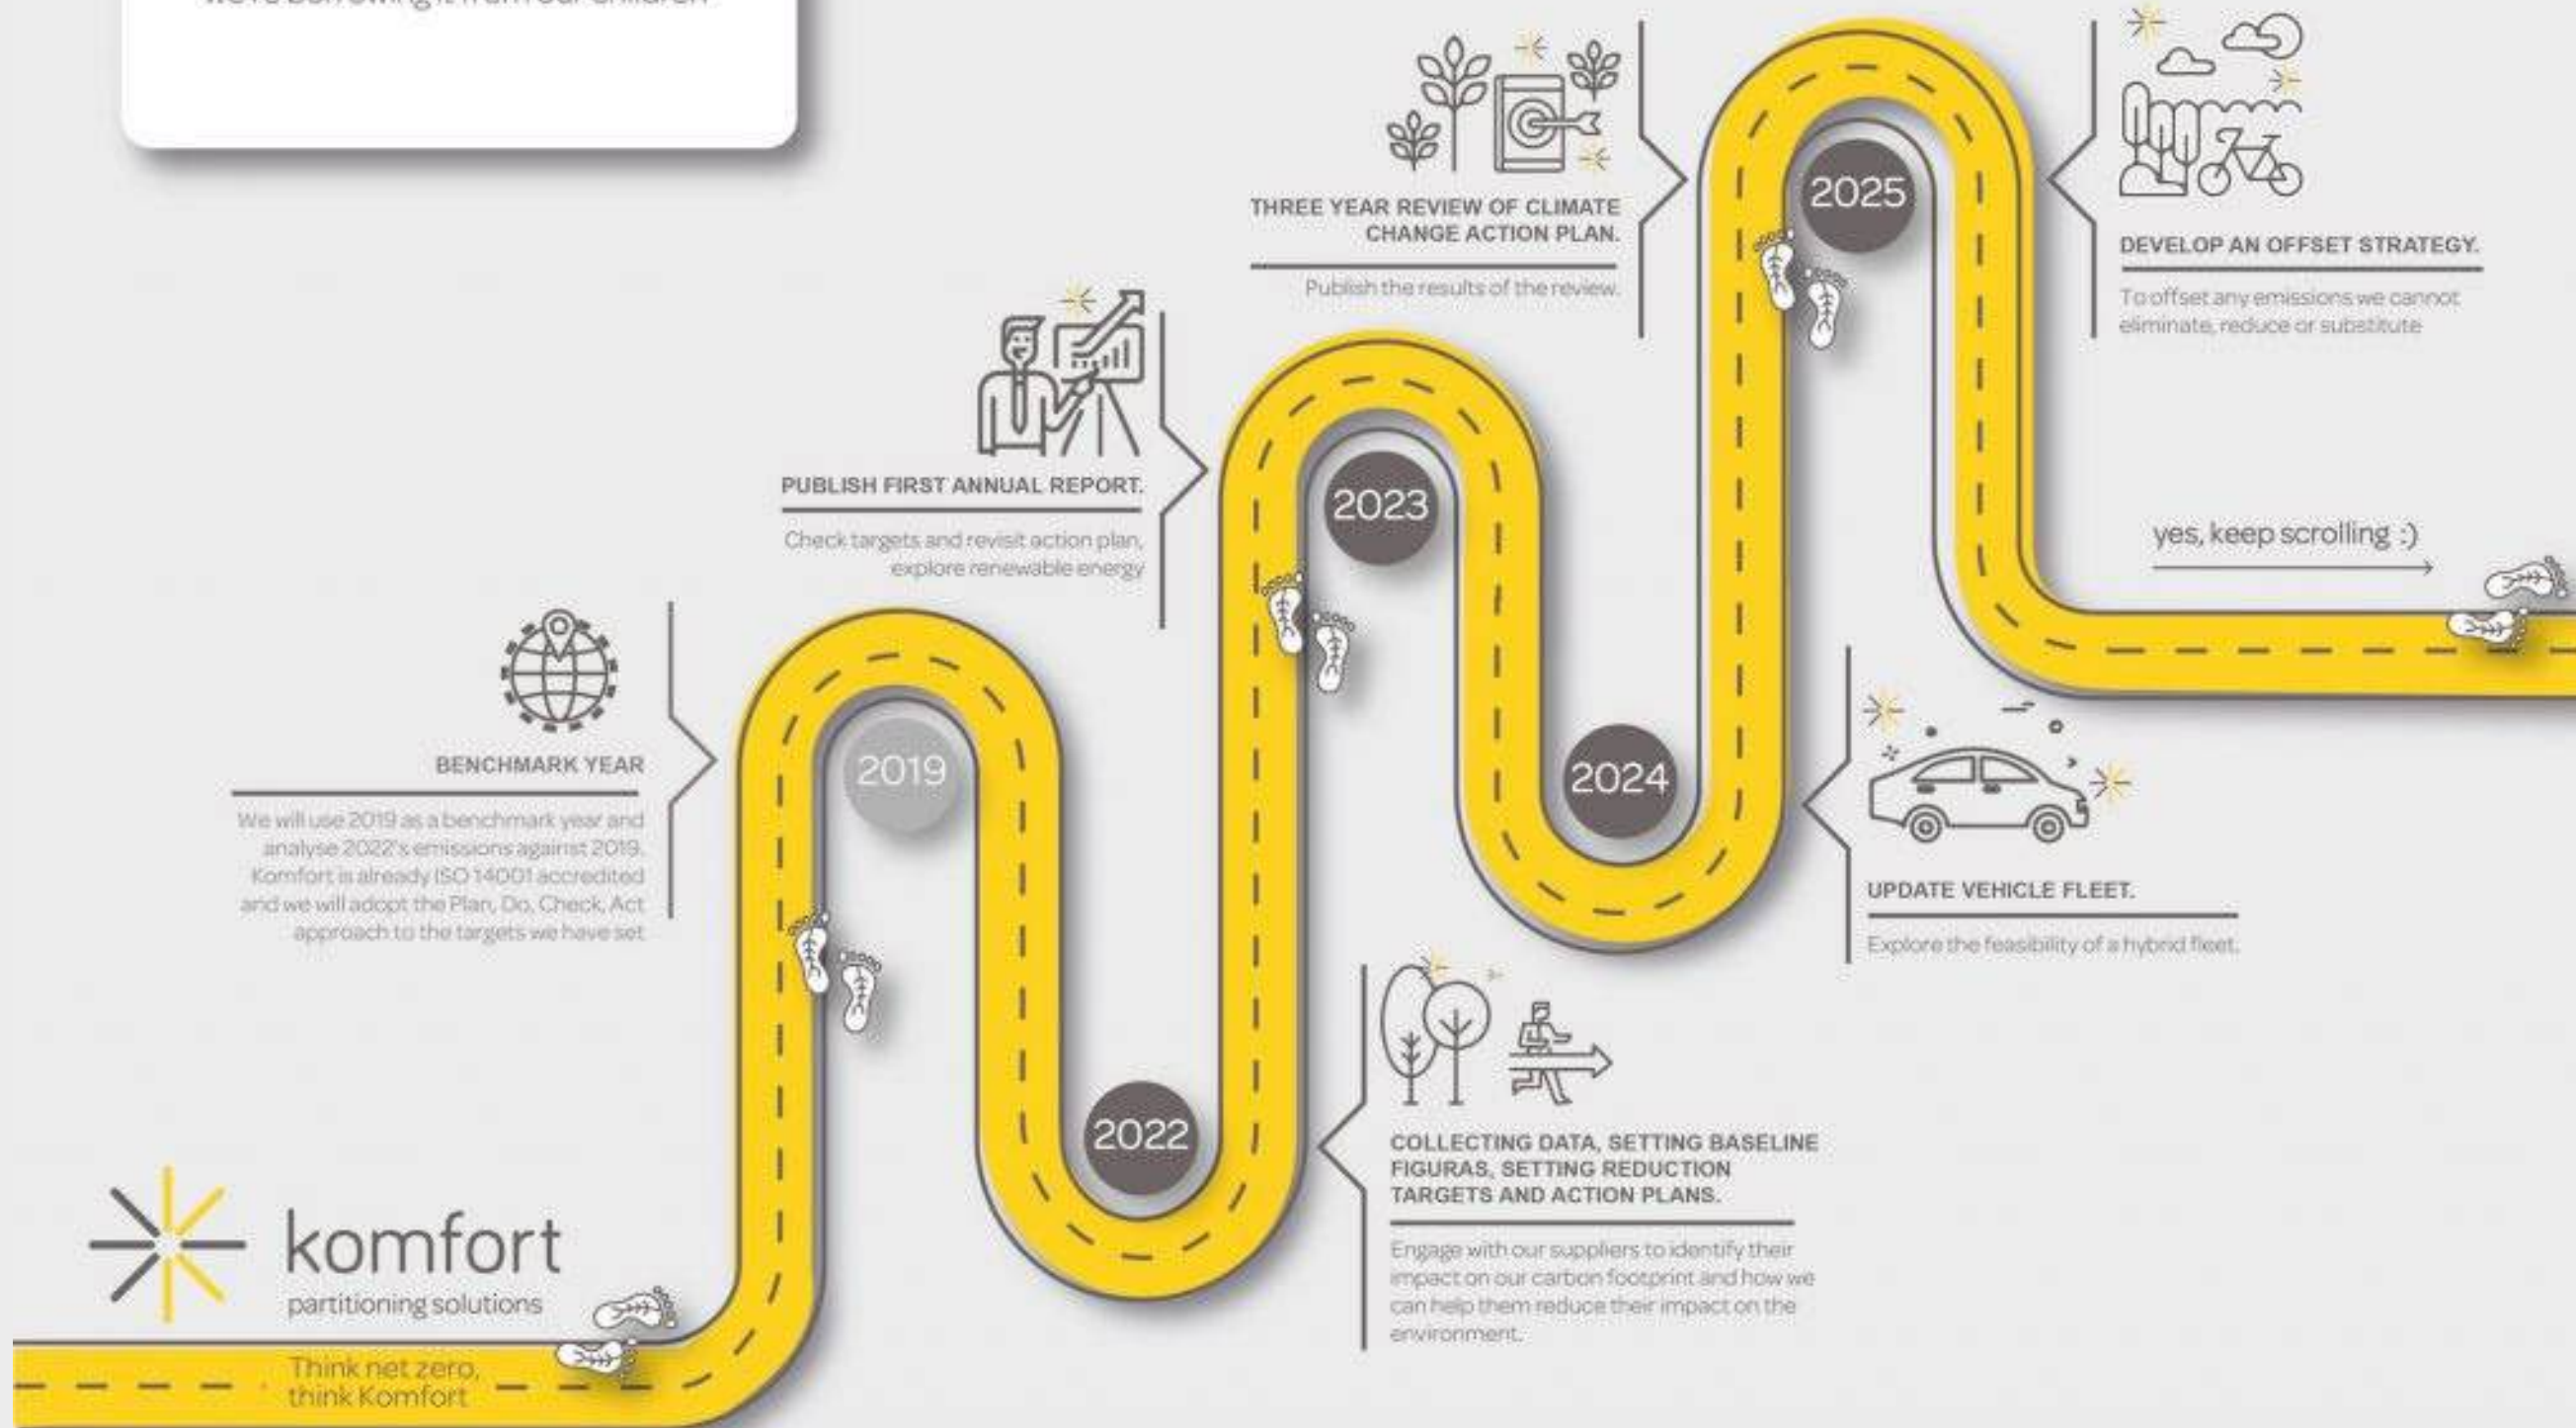 we're borrowing it from our children
THREE YEAR REVIEW OF CLIMATE
CHANGE ACTION PLAN.
Publish the results of the review.
2025
DEVELOP AN OFFSET STRATEGY.
To offset any emissions we cannot
eliminate, reduce or substitute
PUBLISH FIRST ANNUAL REPORT.
Check targets and revisit action plan,
explore renewable energy
2023
yes, keep scrolling :)
BENCHMARK YEAR
We will use 2019 as a benchmark year and
analyse 2022's emissions against 2019.
Komfort is already ISO 14001 accredited
and we will adopt the Plan, Do, Check, Act
approach to the targets we have set
2019
2024
UPDATE VEHICLE FLEET.
Explore the feasibility of a hybrid fleet.
2022
COLLECTING DATA, SETTING BASELINE
FIGURAS, SETTING REDUCTION
TARGETS AND ACTION PLANS.
Engage with our suppliers to identify their
impact on our carbon footprint and how we
can help them reduce their impact on the
environment.
komfort
partitioning solutions
Think net zero,
think Komfort